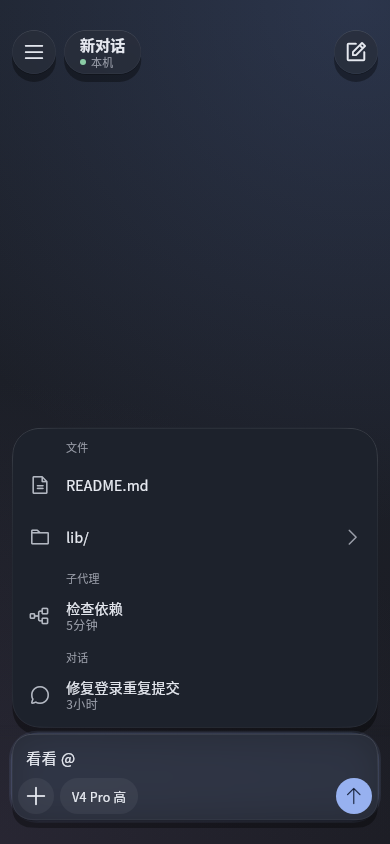 新对话
本机
文件
README.md
lib/
子代理
检查依赖
5分钟
对话
修复登录重复提交
3小时
看看 @
V4 Pro 高